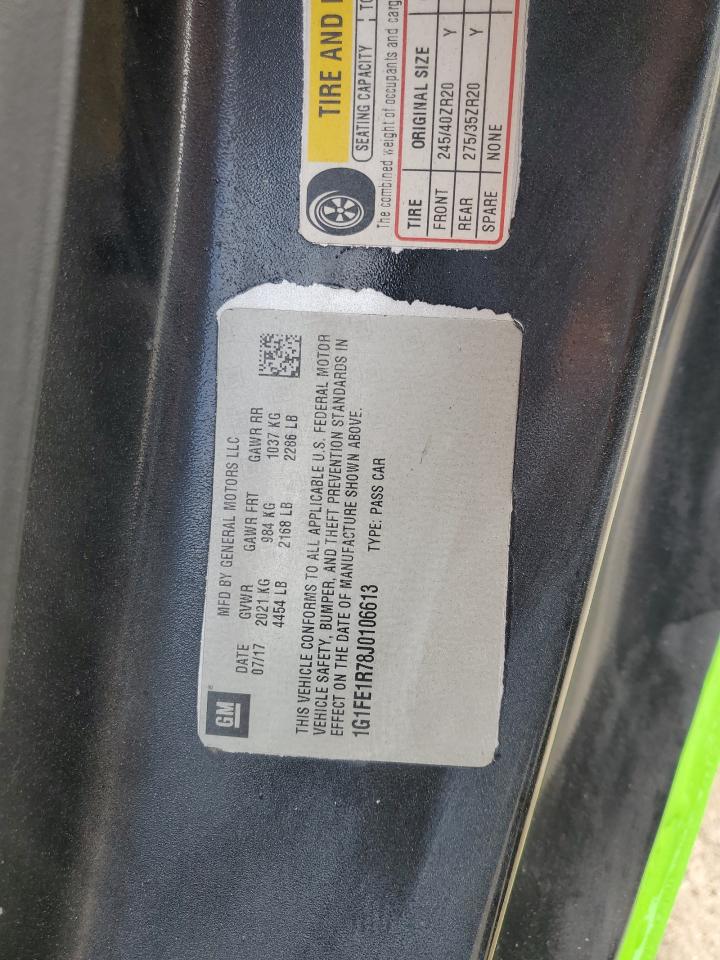 GM
MFD BY GENERAL MOTORS LLC
DATE GVWR GAWR FRT GAWR RR
07/17 2021 KG 984 KG 1037 KG
4454 LB 2168 LB 2286 LB
THIS VEHICLE CONFORMS TO ALL APPLICABLE U.S. FEDERAL MOTOR
VEHICLE SAFETY, BUMPER, AND THEFT PREVENTION STANDARDS IN
EFFECT ON THE DATE OF MANUFACTURE SHOWN ABOVE.
1G1FE1R78J0106613 TYPE: PASS CAR
TIRE AND
SEATING CAPACITY
The combined weight of occupants and
TIRE ORIGINAL SIZE
FRONT 245/40ZR20 Y
REAR 275/35ZR20 Y
SPARE NONE